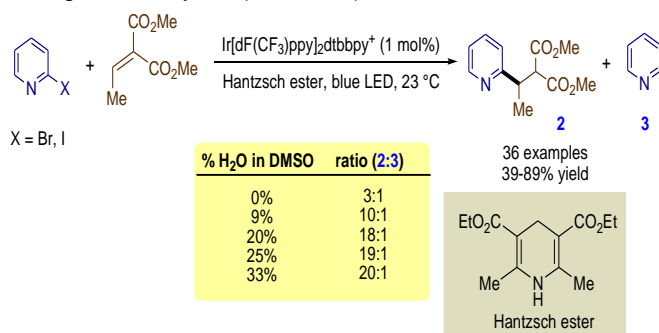 N
X
+
CO₂Me
CO₂Me
Me
Ir[dF(CF₃)ppy]₂dtbbpy⁺ (1 mol%)
Hantzsch ester, blue LED, 23 °C
N
Me
CO₂Me
CO₂Me
2
+
N
3
X = Br, I
36 examples
39-89% yield
% H₂O in DMSO ratio (2:3)
0% 3:1
9% 10:1
20% 18:1
25% 19:1
33% 20:1
EtO₂C CO₂Et
Me N Me
H
Hantzsch ester